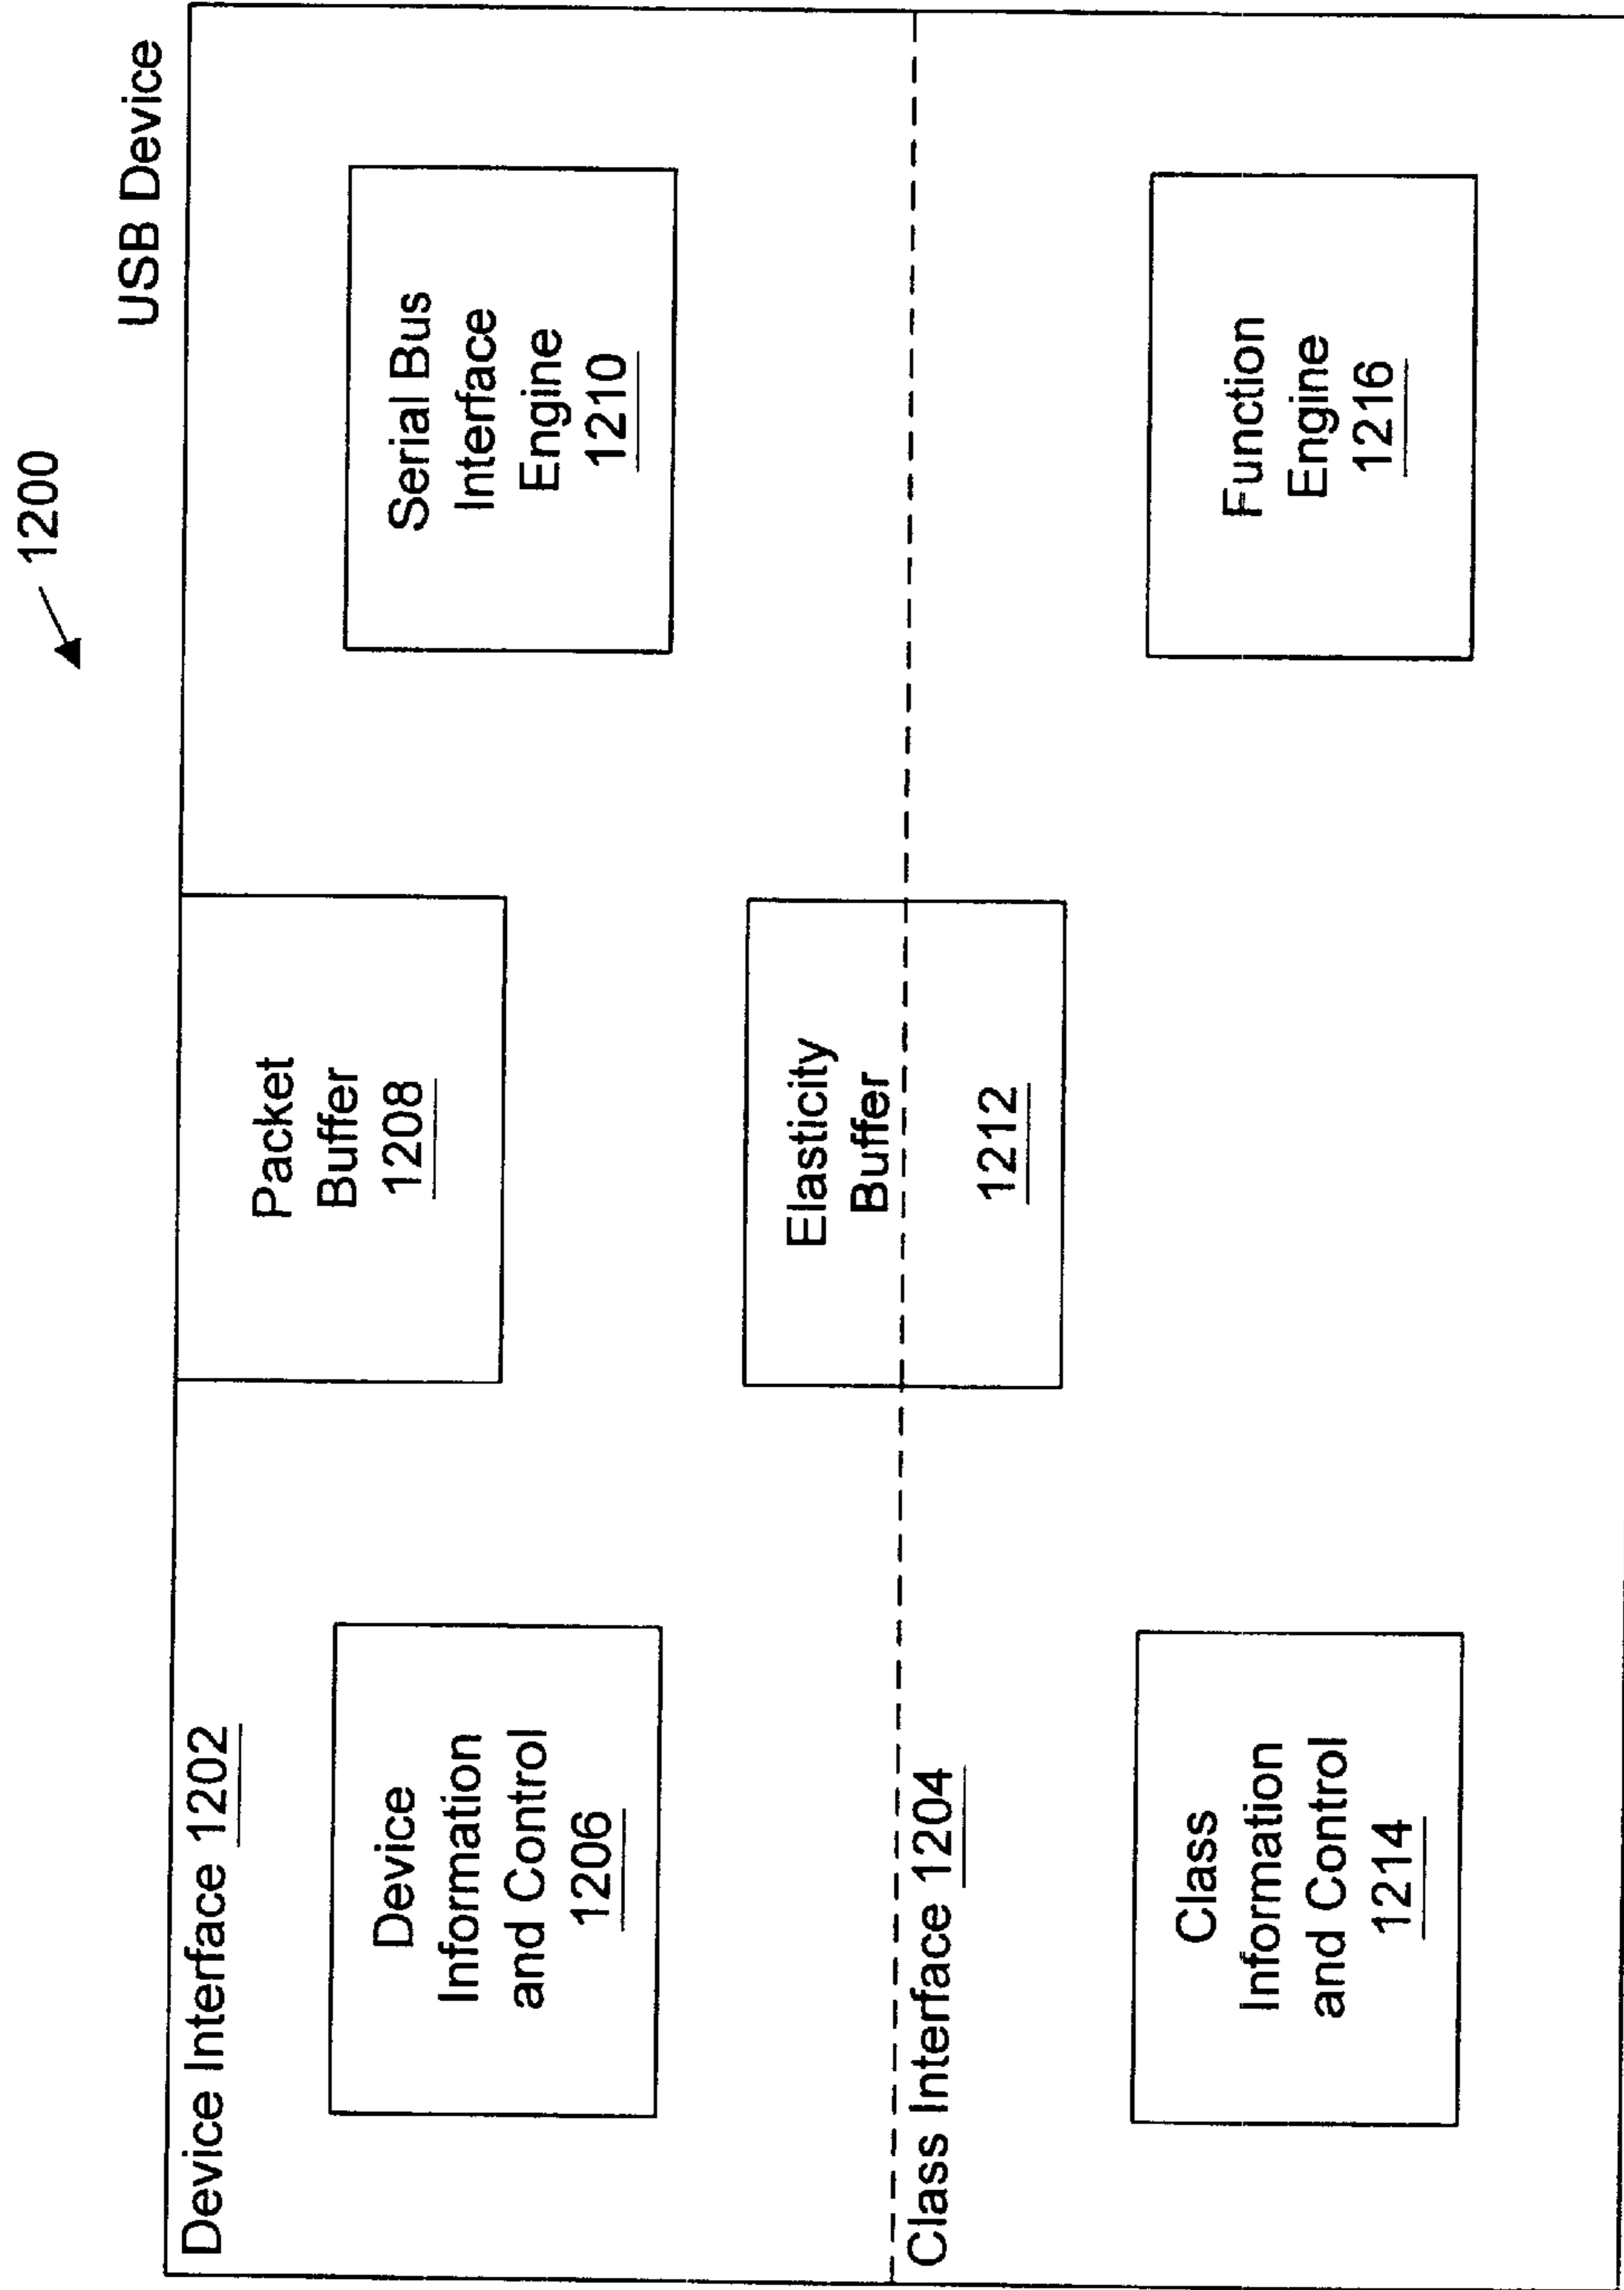 1200
USB Device
Device Interface 1202
Device
Information
and Control
1206
Packet
Buffer
1208
Serial Bus
Interface
Engine
1210
Elasticity
Buffer
1212
Class Interface 1204
Class
Information
and Control
1214
Function
Engine
1216